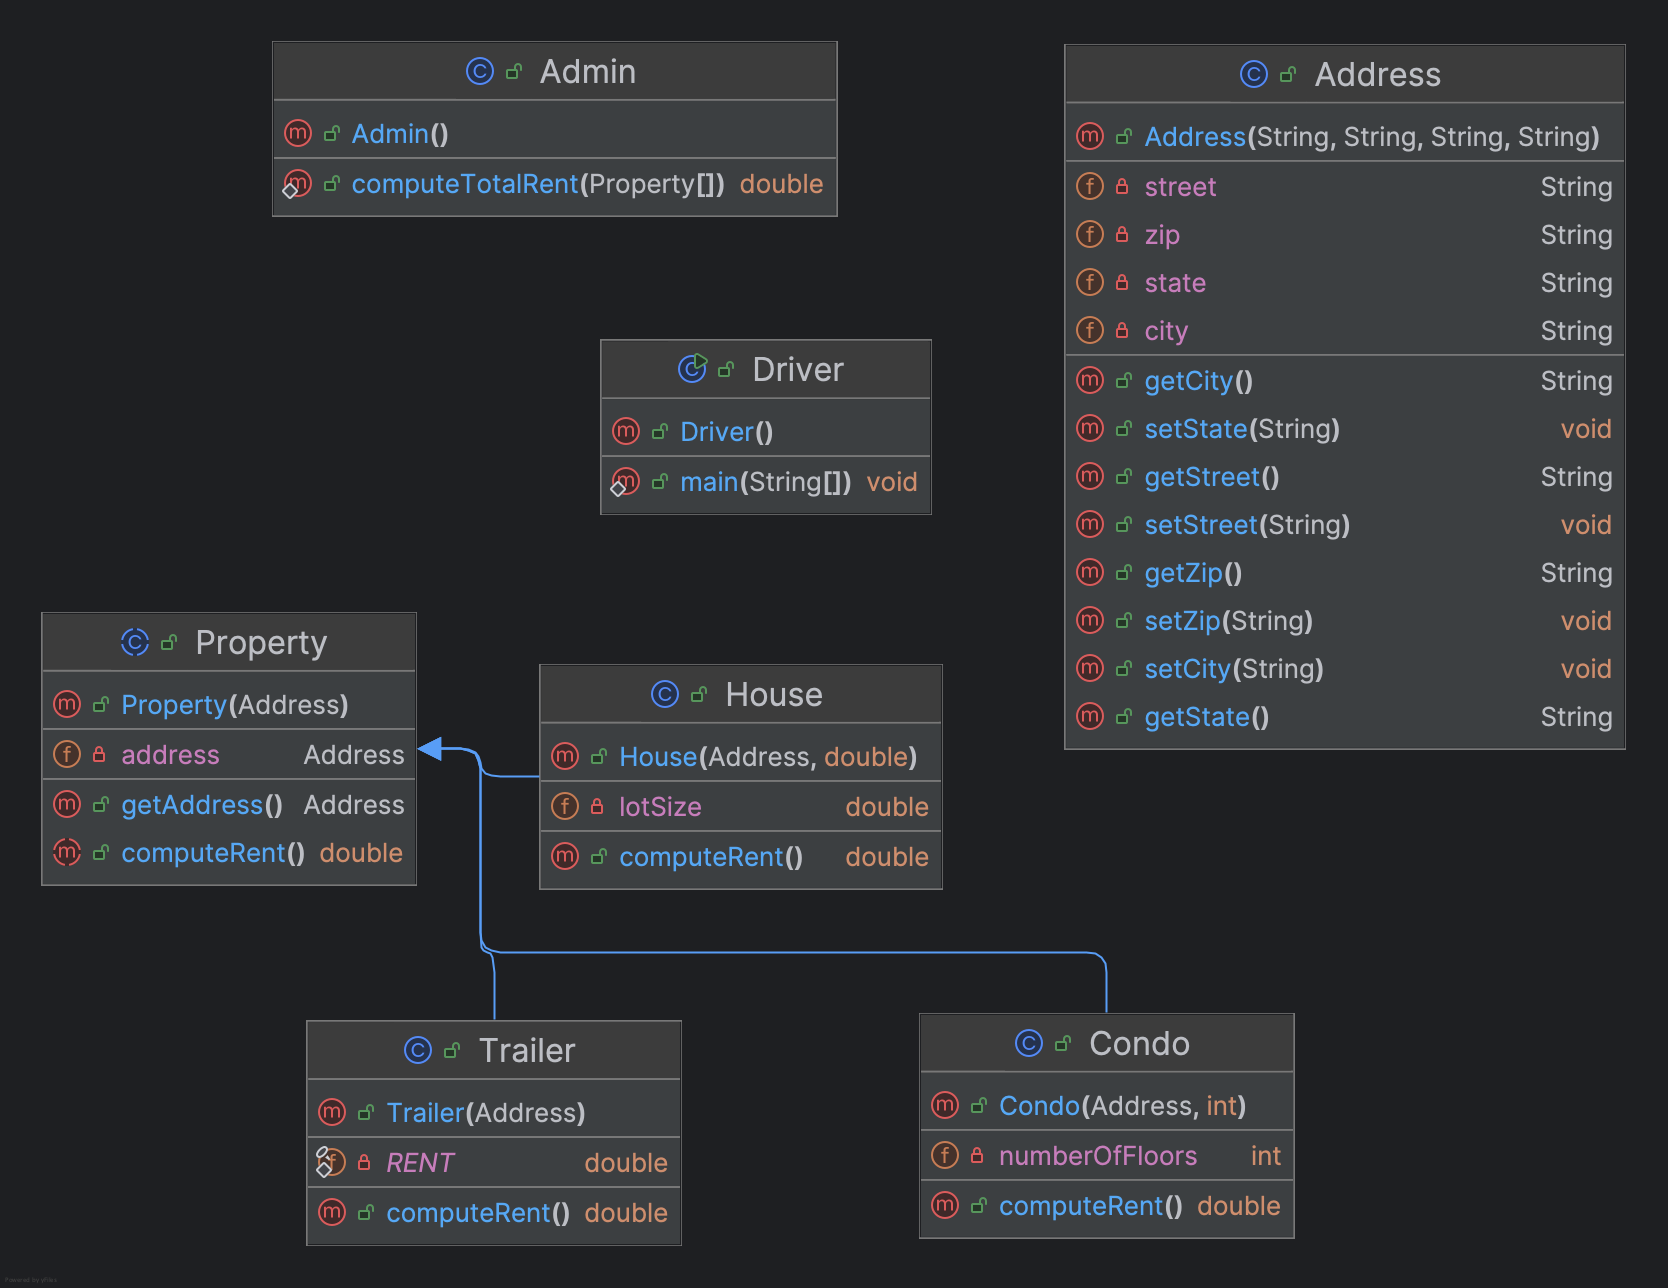 Admin
Admin()
computeTotalRent(Property[]) double
Address
Address(String, String, String, String)
street String
zip String
state String
city String
getCity() String
setState(String) void
getStreet() String
setStreet(String) void
getZip() String
setZip(String) void
setCity(String) void
getState() String
Driver
Driver()
main(String[]) void
Property
Property(Address)
address Address
getAddress() Address
computeRent() double
House
House(Address, double)
lotSize double
computeRent() double
Trailer
Trailer(Address)
RENT double
computeRent() double
Condo
Condo(Address, int)
numberOfFloors int
computeRent() double
Powered by yFiles